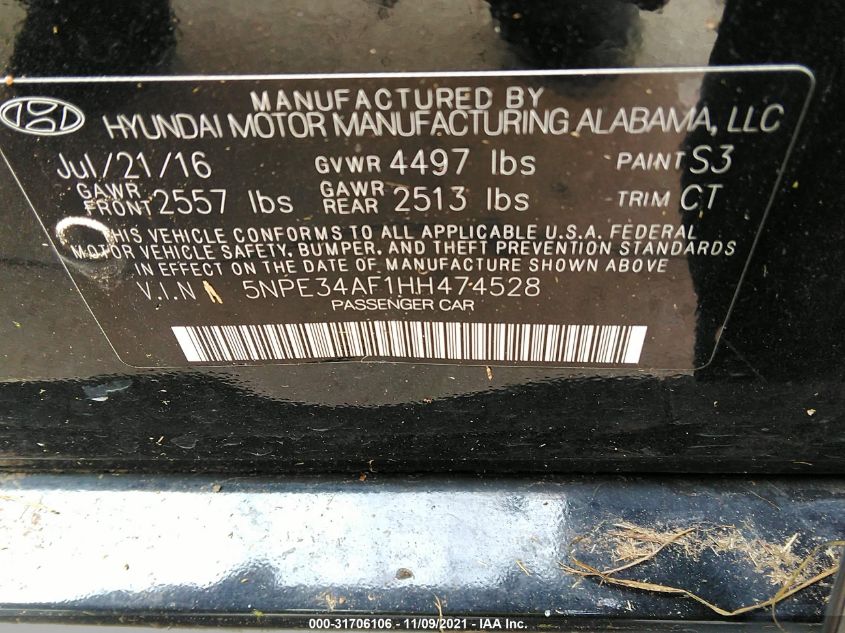 MANUFACTURED BY
HYUNDAI MOTOR MANUFACTURING ALABAMA, LLC
Jul/21/16 GVWR 4497 lbs PAINT S3
GAWR FRONT 2557 lbs GAWR REAR 2513 lbs TRIM CT
THIS VEHICLE CONFORMS TO ALL APPLICABLE U.S.A. FEDERAL
MOTOR VEHICLE SAFETY, BUMPER, AND THEFT PREVENTION STANDARDS
IN EFFECT ON THE DATE OF MANUFACTURE SHOWN ABOVE
V.I.N 5NPE34AF1HH474528
PASSENGER CAR
000-31706106 - 11/09/2021 - IAA Inc.